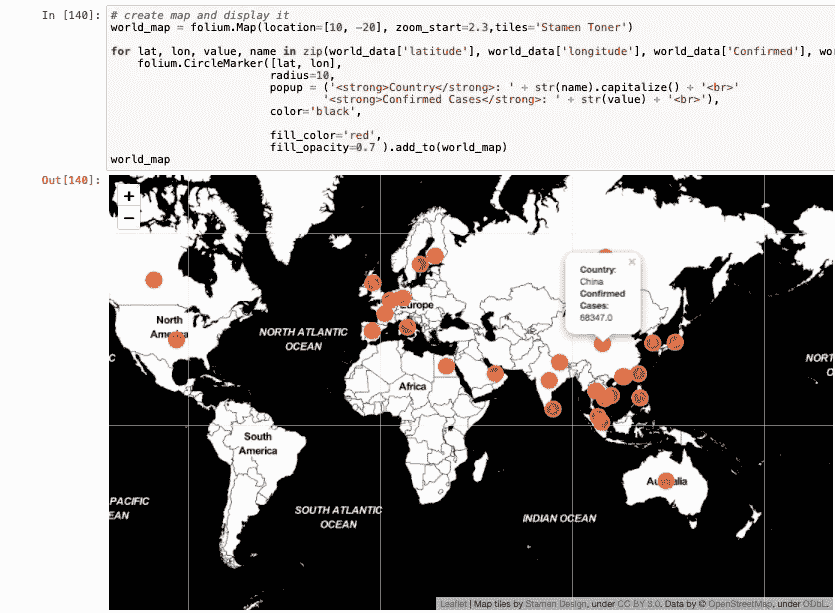 In [140]:
# create map and display it
world_map = folium.Map(location=[10, -20], zoom_start=2.3,tiles='Stamen Toner')
for lat, lon, value, name in zip(world_data['latitude'], world_data['longitude'], world_data['Confirmed'], wo
folium.CircleMarker([lat, lon],
radius=10,
popup = ('<strong>Country</strong>: ' + str(name).capitalize() + '<br>'
'<strong>Confirmed Cases</strong>: ' + str(value) + '<br>'),
color='black',
fill_color='red',
fill_opacity=0.7 ).add_to(world_map)
world_map
Out[140]:
+
−
×
Country:
China
Confirmed
Cases:
68347.0
Europe
North
America
NORTH ATLANTIC
OCEAN
NORT
O
C
Africa
South
America
Australia
PACIFIC
EAN
SOUTH ATLANTIC
OCEAN
INDIAN OCEAN
Leaflet | Map tiles by Stamen Design, under CC BY 3.0. Data by © OpenStreetMap, under ODbL.